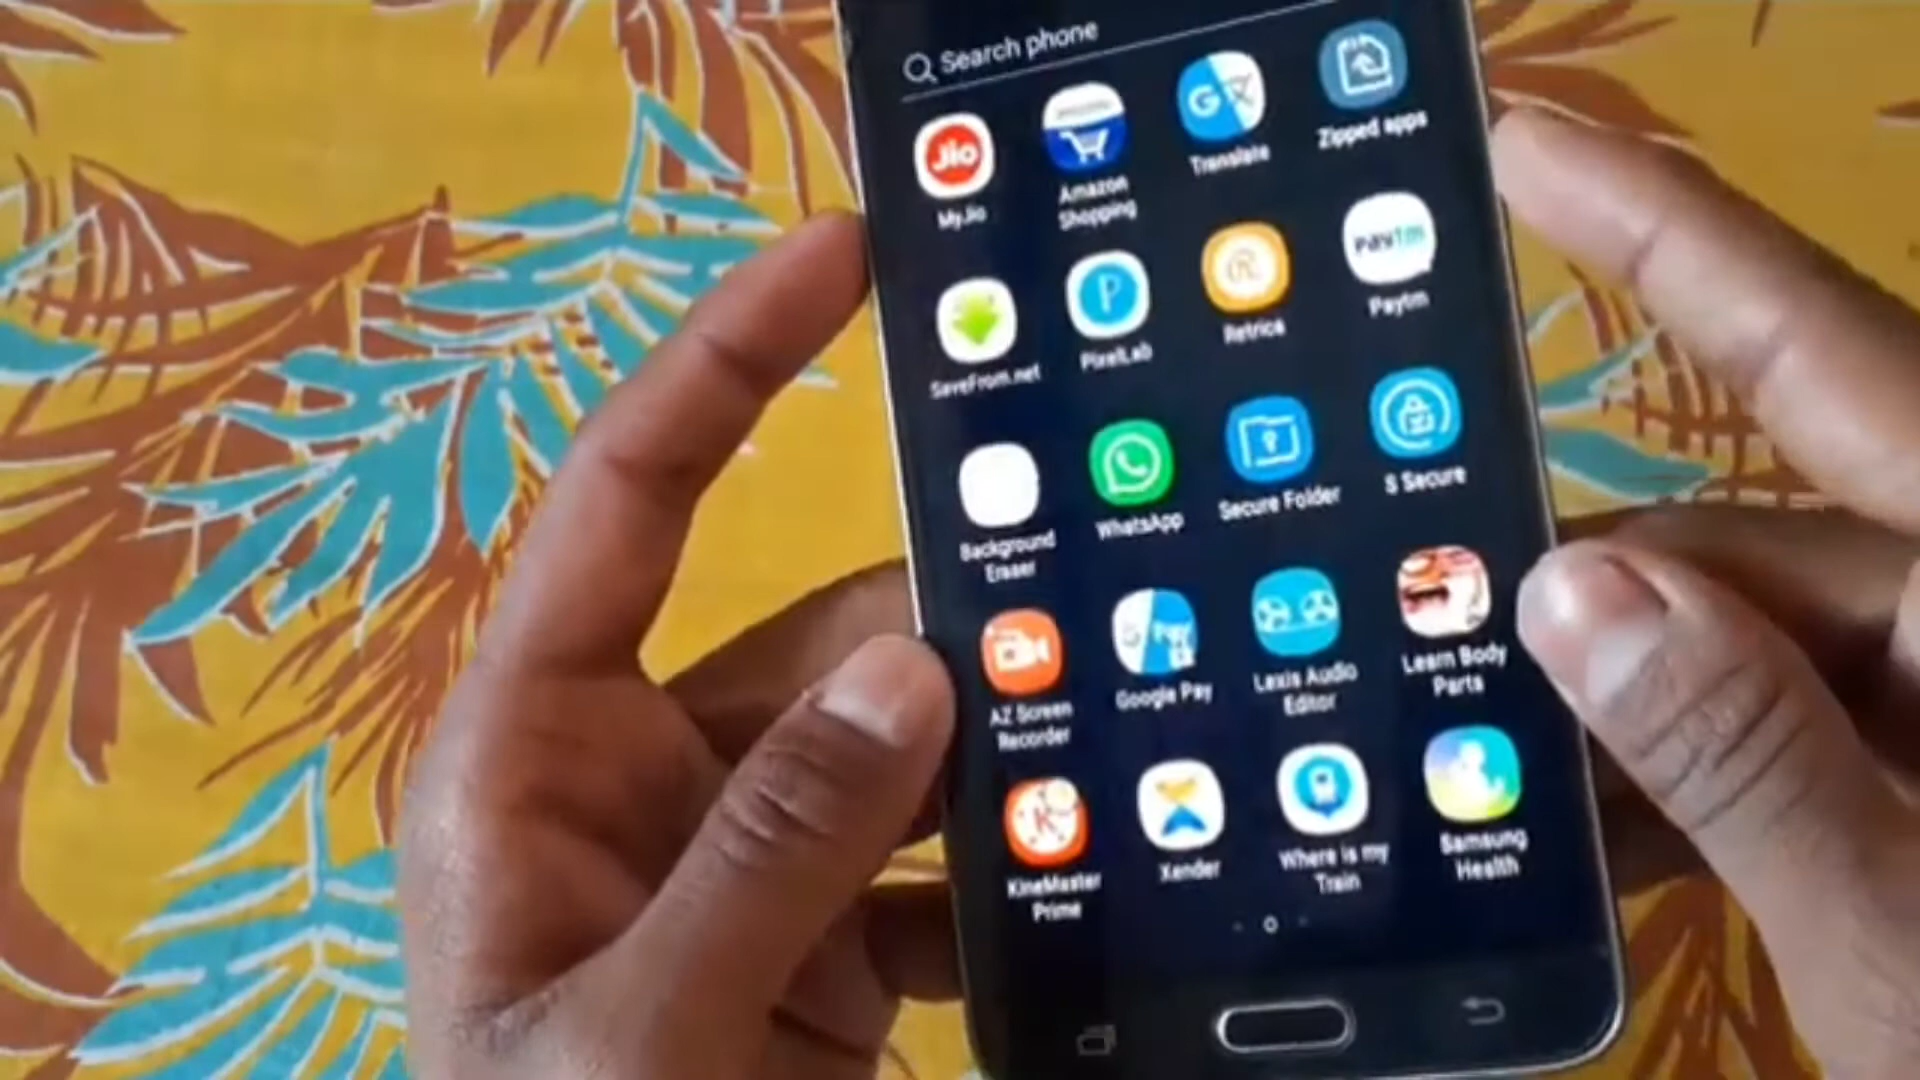 Search phone
Jio
MyJio
Amazon
Shopping
G
Translate
Zipped apps
SaveFrom.net
P
PixelLab
R
Retrica
Paytm
Paytm
Background
Eraser
WhatsApp
Secure Folder
S Secure
AZ Screen
Recorder
G Pay
Google Pay
Lexis Audio
Editor
Learn Body
Parts
K
KineMaster
Prime
Xender
Where is my
Train
Samsung
Health